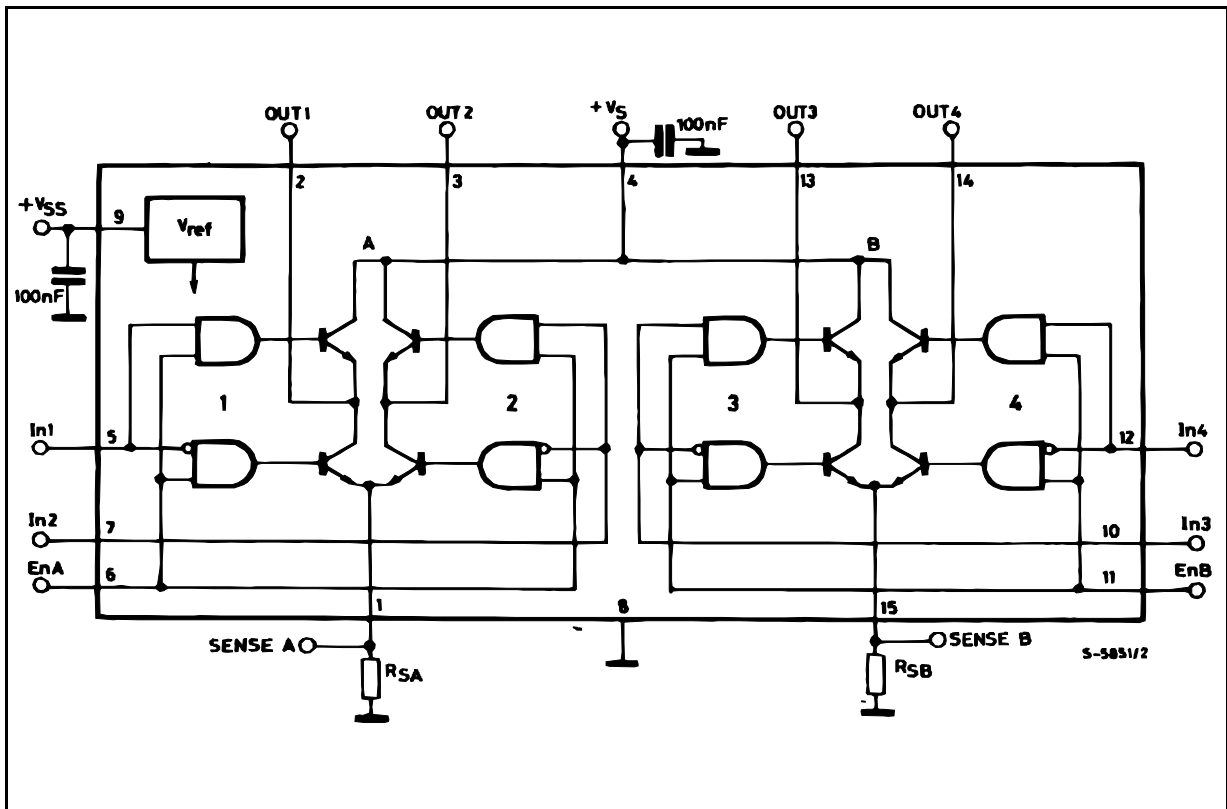 OUT1
OUT2
+VS
100nF
OUT3
OUT4
2
3
4
13
14
+VSS
9
Vref
A
B
100nF
1
2
3
4
In1
5
12
In4
In2
7
10
In3
EnA
6
11
EnB
1
8
15
SENSE A
SENSE B
S-5851/2
RSA
RSB